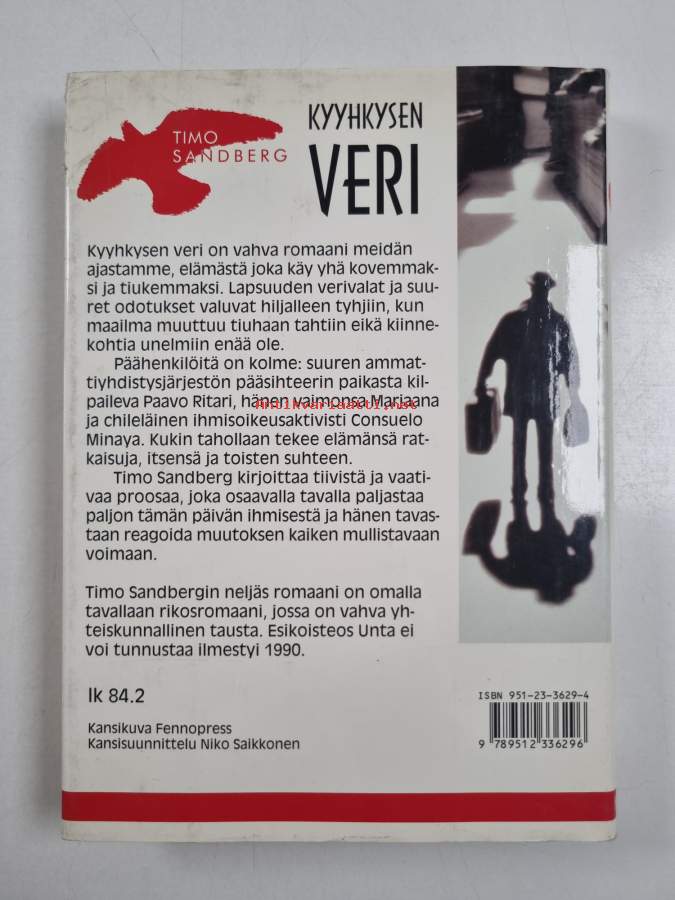 TIMO
SANDBERG
KYYHKYSEN
VERI
Kyyhkysen veri on vahva romaani meidän
ajastamme, elämästä joka käy yhä kovemmak-
si ja tiukemmaksi. Lapsuuden verivalat ja suu-
ret odotukset valuvat hiljalleen tyhjiin, kun
maailma muuttuu tiuhaan tahtiin eikä kiinne-
kohtia unelmiin enää ole.
Päähenkilöitä on kolme: suuren ammat-
tiyhdistysjärjestön pääsihteerin paikasta kil-
paileva Paavo Ritari, hänen vaimonsa Marjaana
Antikvariaatti.net
ja chileläinen ihmisoikeusaktivisti Consuelo
Minaya. Kukin tahollaan tekee elämänsä rat-
kaisuja, itsensä ja toisten suhteen.
Timo Sandberg kirjoittaa tiivistä ja vaati-
vaa proosaa, joka osaavalla tavalla paljastaa
paljon tämän päivän ihmisestä ja hänen tavas-
taan reagoida muutoksen kaiken mullistavaan
voimaan.
Timo Sandbergin neljäs romaani on omalla
tavallaan rikosromaani, jossa on vahva yh-
teiskunnallinen tausta. Esikoisteos Unta ei
voi tunnustaa ilmestyi 1990.
lk 84.2
Kansikuva Fennopress
Kansisuunnittelu Niko Saikkonen
ISBN 951-23-3629-4
9 789512 336296